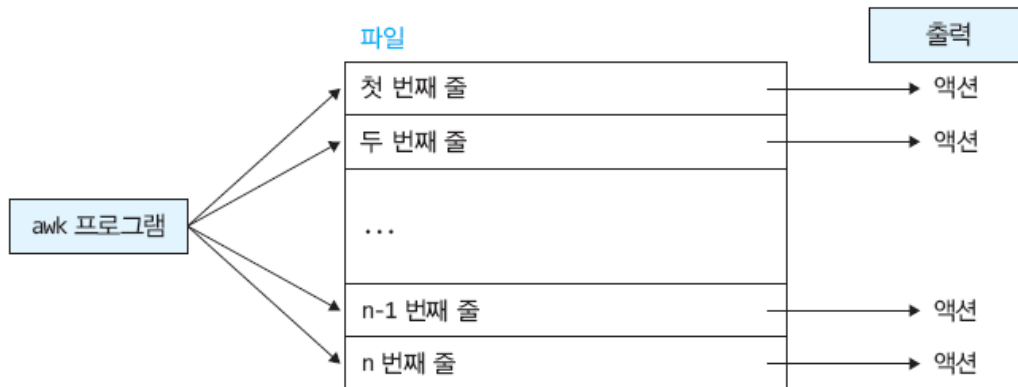 파일
출력
첫 번째 줄
액션
두 번째 줄
액션
awk 프로그램
...
n-1 번째 줄
액션
n 번째 줄
액션